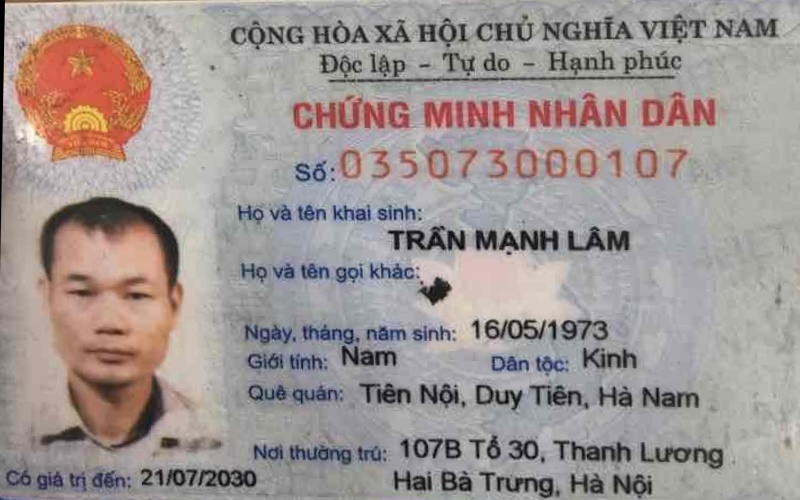 CỘNG HÒA XÃ HỘI CHỦ NGHĨA VIỆT NAM
Độc lập - Tự do - Hạnh phúc
CHỨNG MINH NHÂN DÂN
Số: 035073000107
Họ và tên khai sinh:
TRẦN MẠNH LÂM
Họ và tên gọi khác:
Ngày, tháng, năm sinh: 16/05/1973
Giới tính: Nam Dân tộc: Kinh
Quê quán: Tiên Nội, Duy Tiên, Hà Nam
Nơi thường trú: 107B Tổ 30, Thanh Lương
Hai Bà Trưng, Hà Nội
Có giá trị đến: 21/07/2030